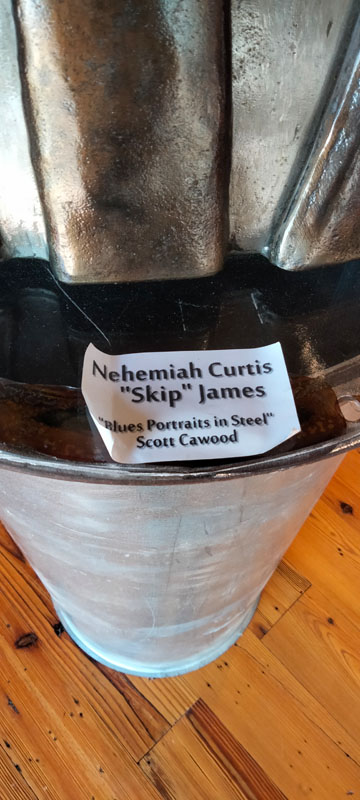 Nehemiah Curtis
"Skip" James
"Blues Portraits in Steel"
Scott Cawood